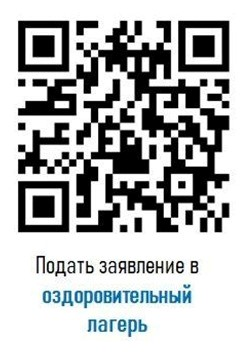 Подать заявление в
оздоровительный
лагерь